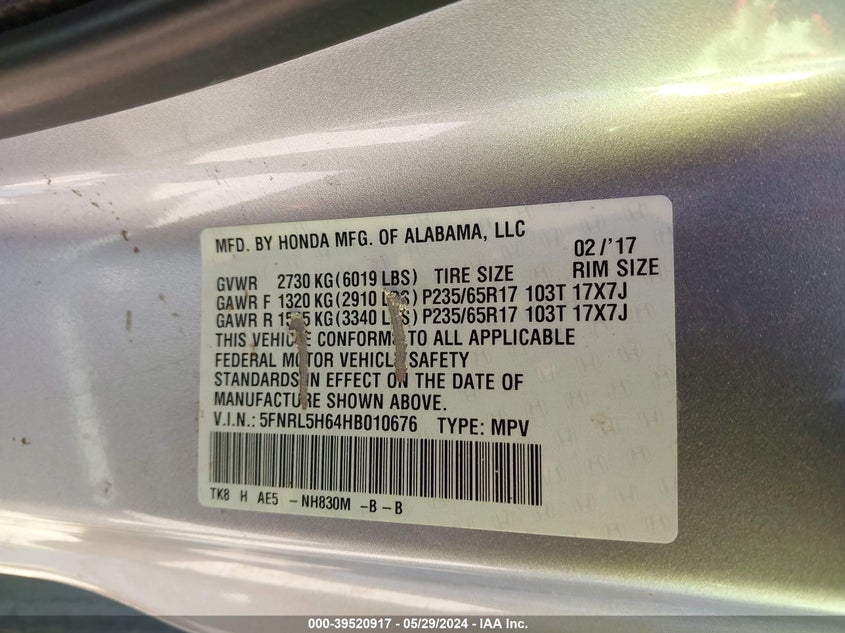 MFD. BY HONDA MFG. OF ALABAMA, LLC 02/'17
GVWR 2730 KG(6019 LBS) TIRE SIZE RIM SIZE
GAWR F 1320 KG(2910 LBS) P235/65R17 103T 17X7J
GAWR R 1515 KG(3340 LBS) P235/65R17 103T 17X7J
THIS VEHICLE CONFORMS TO ALL APPLICABLE
FEDERAL MOTOR VEHICLE SAFETY
STANDARDS IN EFFECT ON THE DATE OF
MANUFACTURE SHOWN ABOVE.
V.I.N.: 5FNRL5H64HB010676 TYPE: MPV
TK8 H AE5 -NH830M -B-B
000-39520917 - 05/29/2024 - IAA Inc.